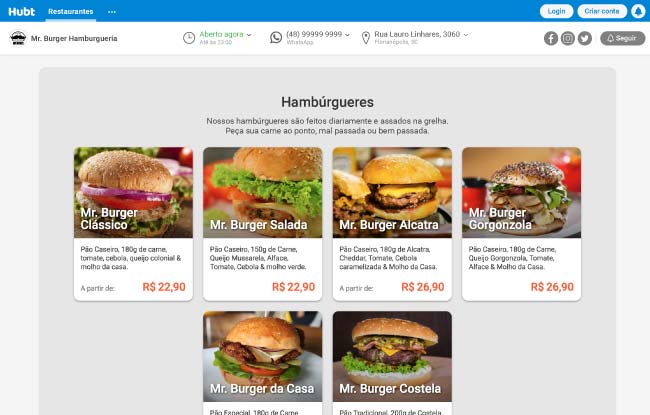 Hubt
Restaurantes
Login
Criar conta
Mr. Burger Hamburgueria
Aberto agora
Até às 23:00
(48) 99999 9999
WhatsApp
Rua Lauro Linhares, 3060
Florianópolis, SC
Seguir
Hambúrgueres
Nossos hambúrgueres são feitos diariamente e assados na grelha.
Peça sua carne ao ponto, mal passada ou bem passada.
Mr. Burger
Clássico
Pão Caseiro, 180g de carne,
tomate, cebola, queijo colonial &
molho da casa.
A partir de:
R$ 22,90
Mr. Burger Salada
Pão Caseiro, 150g de Carne,
Queijo Mussarela, Alface,
Tomate, Cebola & molho verde.
R$ 22,90
Mr. Burger Alcatra
Pão Caseiro, 180g de Alcatra,
Cheddar, Tomate, Cebola
caramelizada & Molho da Casa.
A partir de:
R$ 26,90
Mr. Burger
Gorgonzola
Pão Caseiro, 180g de Carne,
Queijo Gorgonzola, Tomate,
Alface & Molho da Casa.
R$ 26,90
Mr. Burger da Casa
Pão Especial, 180g de Carne
Mr. Burger Costela
Pão Tradicional, 200g de Costela,